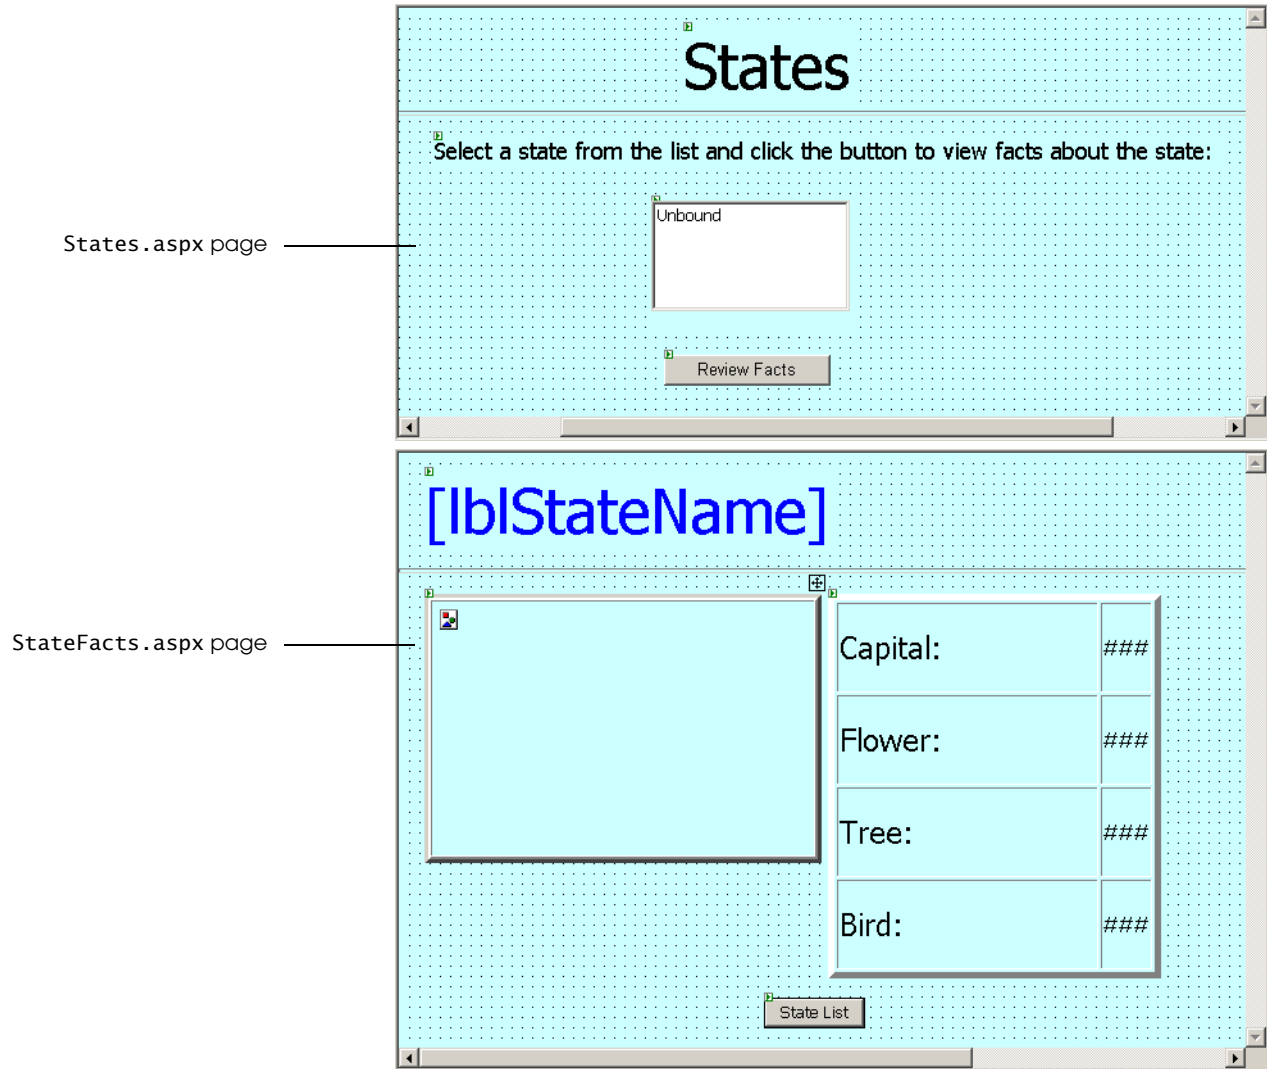 States
Select a state from the list and click the button to view facts about the state:
Unbound
States.aspx page
Review Facts
[lblStateName]
StateFacts.aspx page
Capital: ###
Flower: ###
Tree: ###
Bird: ###
State List